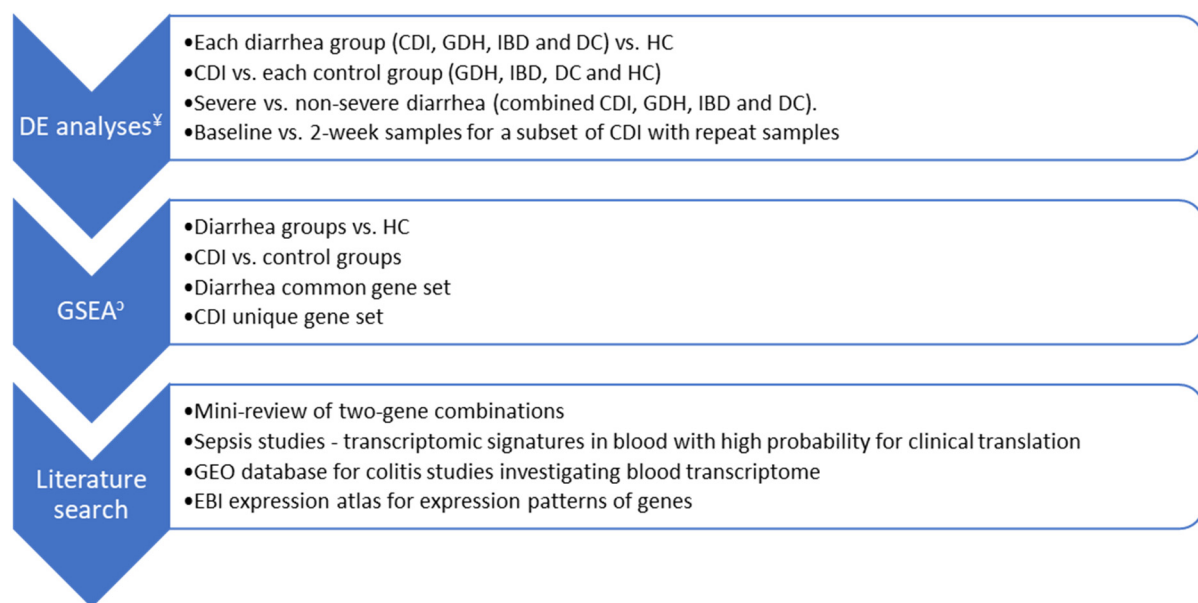 DE analyses¥
•Each diarrhea group (CDI, GDH, IBD and DC) vs. HC
•CDI vs. each control group (GDH, IBD, DC and HC)
•Severe vs. non-severe diarrhea (combined CDI, GDH, IBD and DC).
•Baseline vs. 2-week samples for a subset of CDI with repeat samples
GSEAↄ
•Diarrhea groups vs. HC
•CDI vs. control groups
•Diarrhea common gene set
•CDI unique gene set
Literature
search
•Mini-review of two-gene combinations
•Sepsis studies - transcriptomic signatures in blood with high probability for clinical translation
•GEO database for colitis studies investigating blood transcriptome
•EBI expression atlas for expression patterns of genes